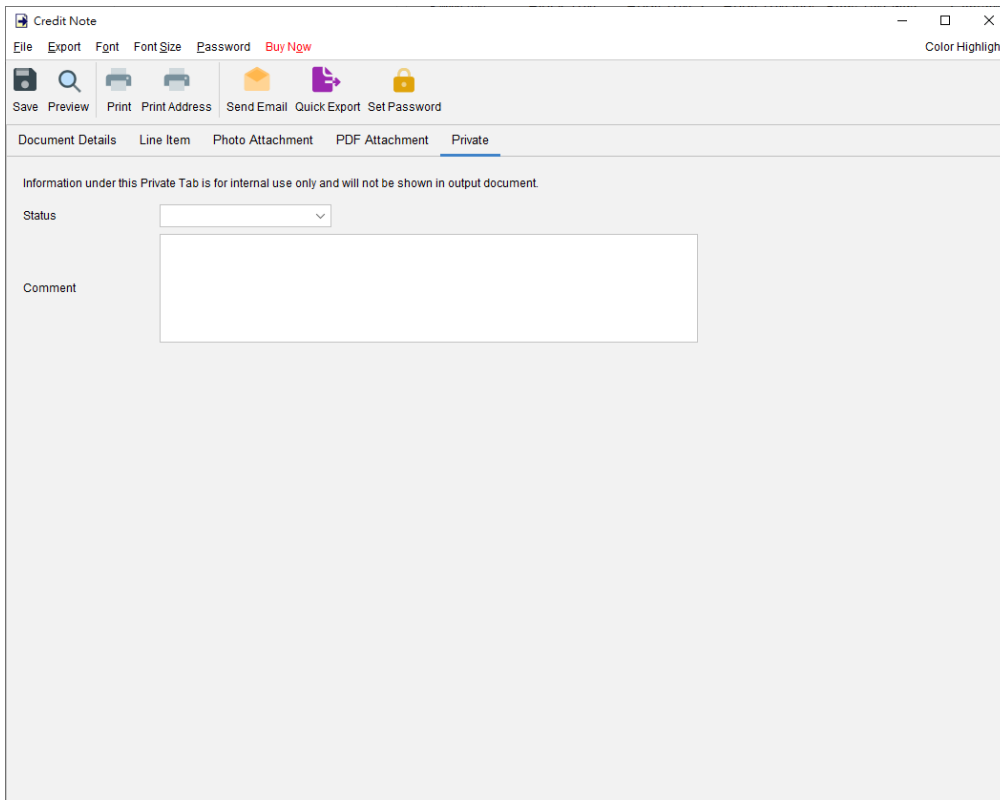 Credit Note
File Export Font Font Size Password Buy Now Color Highligh
Save Preview Print Print Address Send Email Quick Export Set Password
Document Details Line Item Photo Attachment PDF Attachment Private
Information under this Private Tab is for internal use only and will not be shown in output document.
Status
Comment